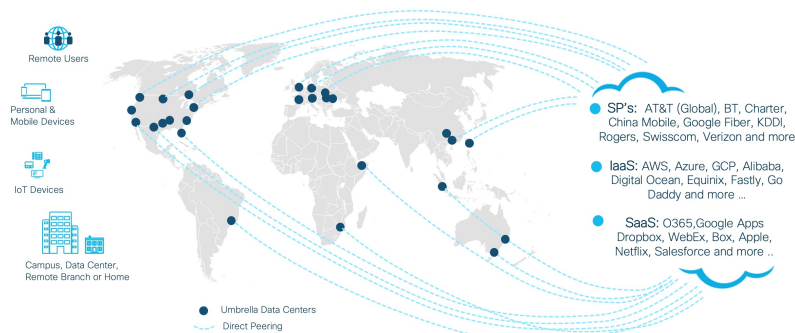 Remote Users
Personal &
Mobile Devices
IoT Devices
Campus, Data Center,
Remote Branch or Home
Umbrella Data Centers
Direct Peering
SP's: AT&T (Global), BT, Charter,
China Mobile, Google Fiber, KDDI,
Rogers, Swisscom, Verizon and more
IaaS: AWS, Azure, GCP, Alibaba,
Digital Ocean, Equinix, Fastly, Go
Daddy and more ...
SaaS: O365,Google Apps
Dropbox, WebEx, Box, Apple,
Netflix, Salesforce and more ..